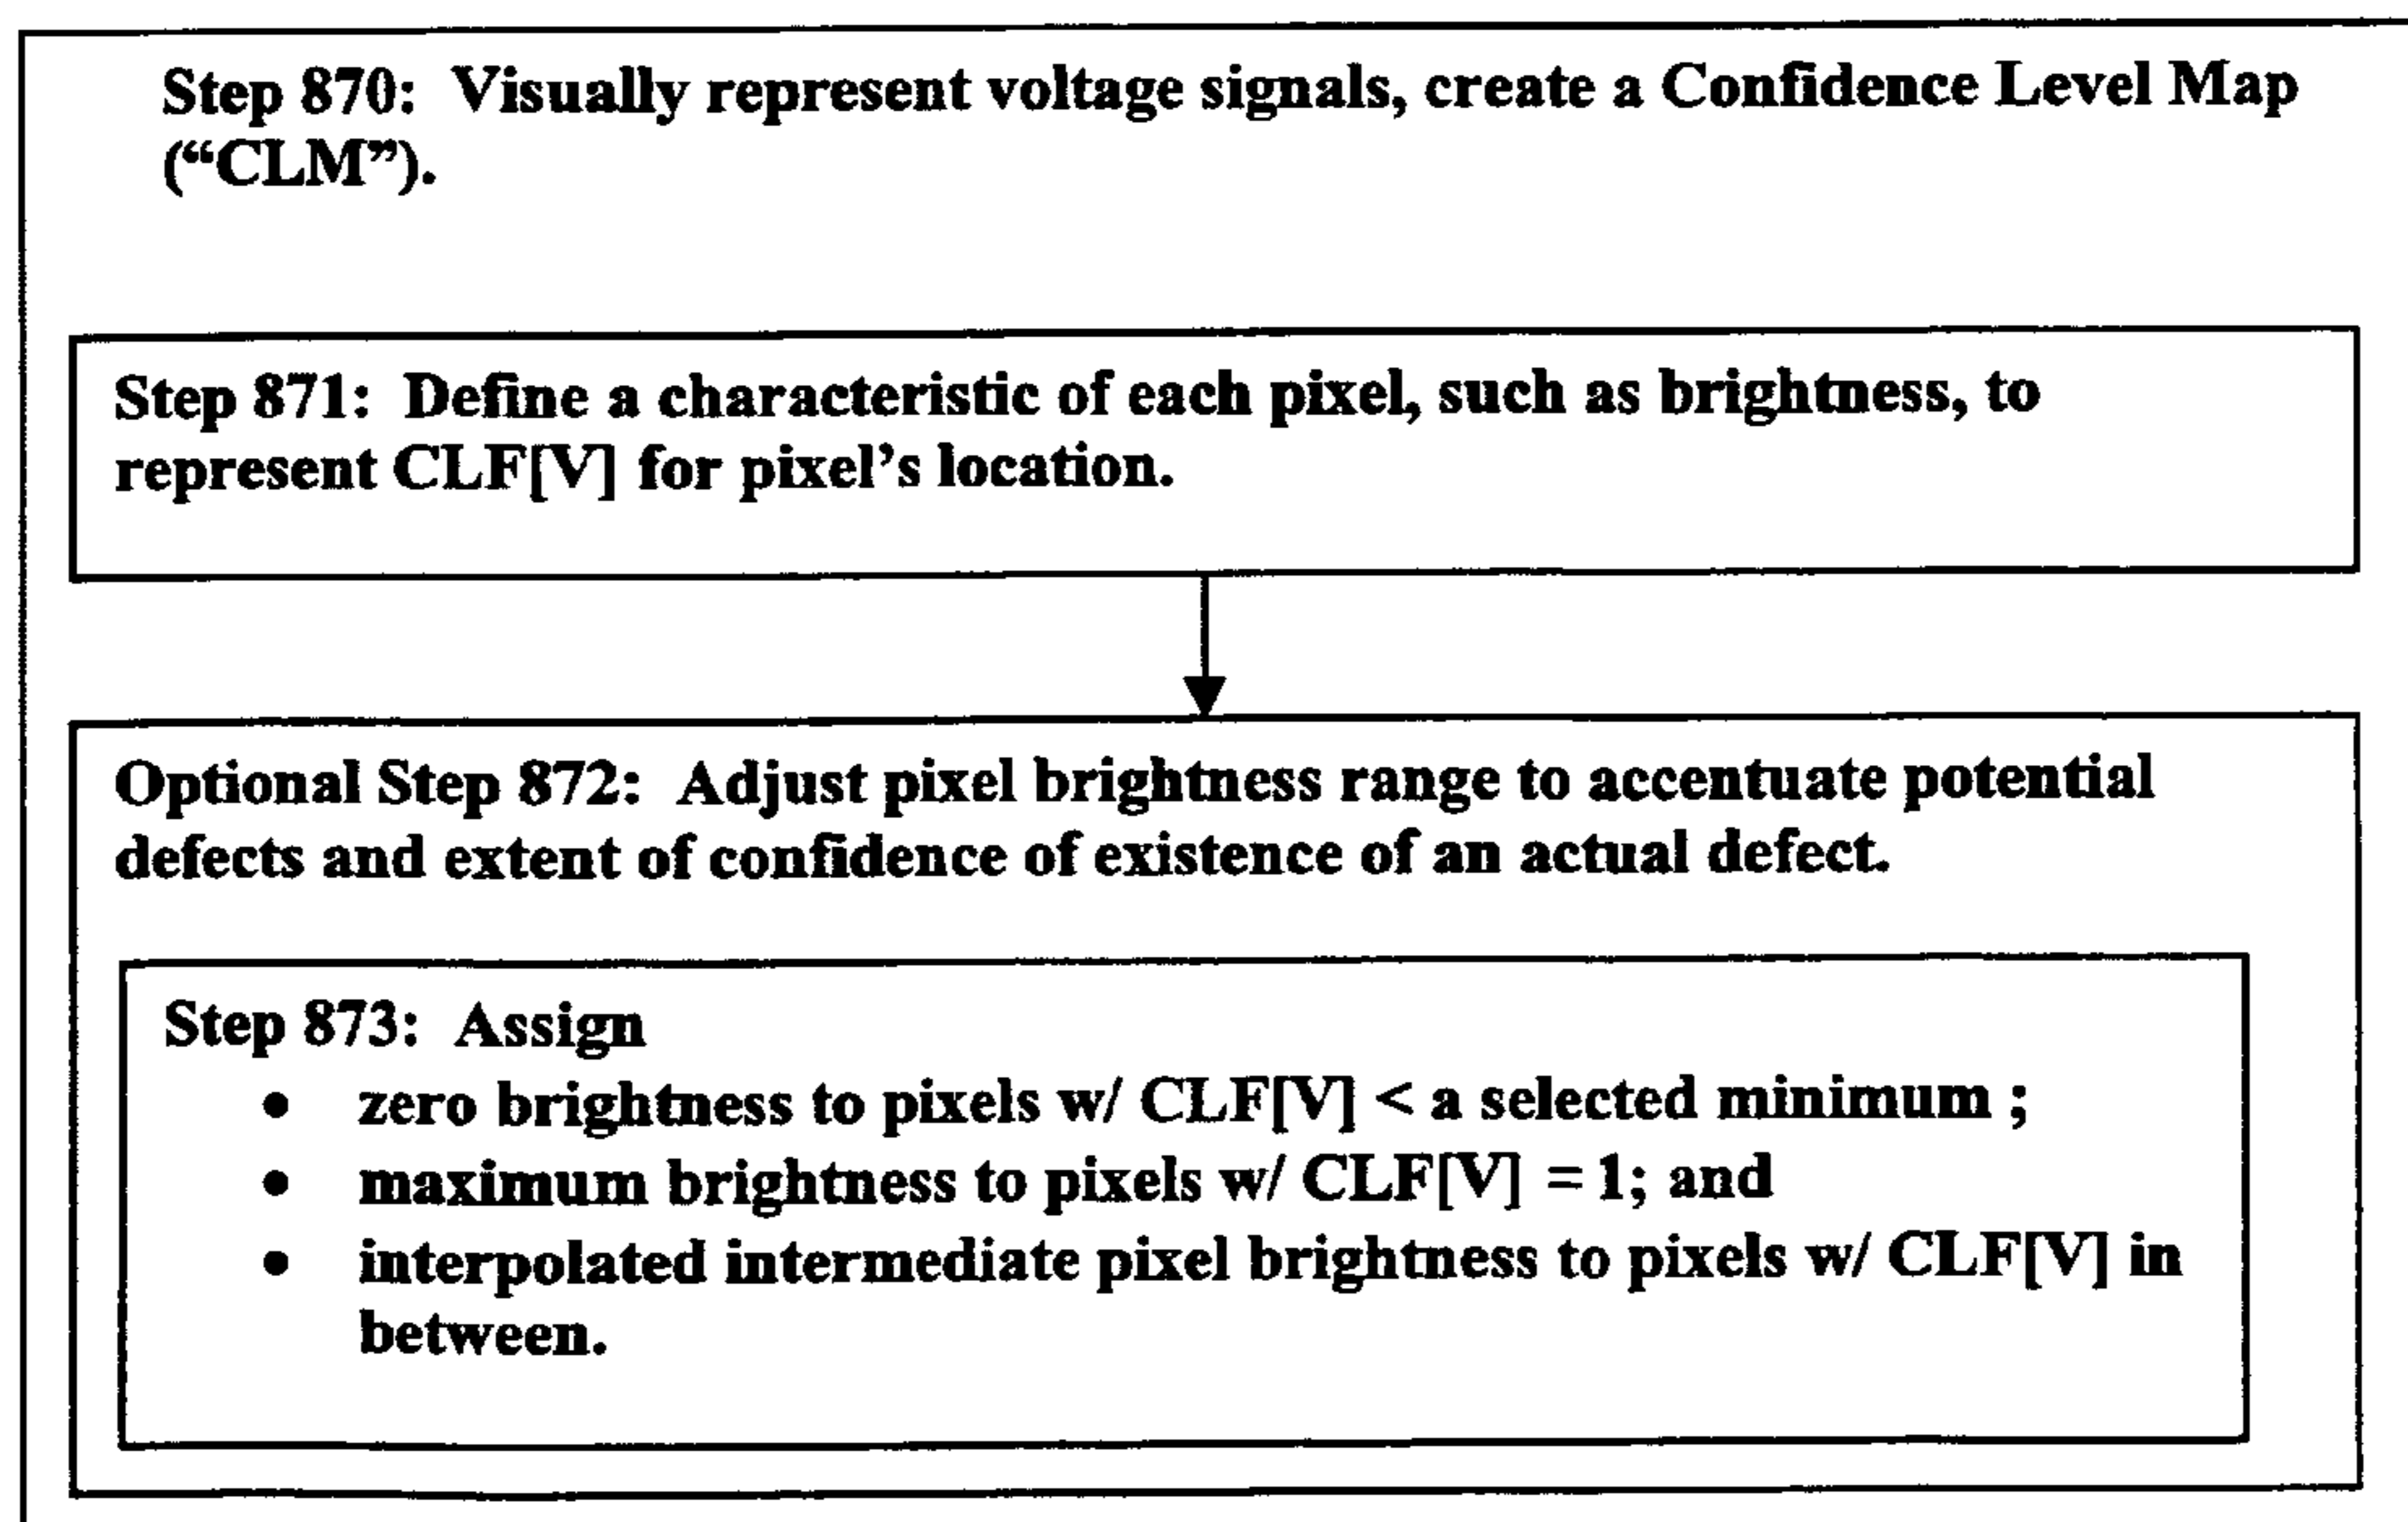 Step 870: Visually represent voltage signals, create a Confidence Level Map
(“CLM”).
Step 871: Define a characteristic of each pixel, such as brightness, to
represent CLF[V] for pixel’s location.
Optional Step 872: Adjust pixel brightness range to accentuate potential
defects and extent of confidence of existence of an actual defect.
Step 873: Assign
• zero brightness to pixels w/ CLF[V] < a selected minimum ;
• maximum brightness to pixels w/ CLF[V] = 1; and
• interpolated intermediate pixel brightness to pixels w/ CLF[V] in
between.